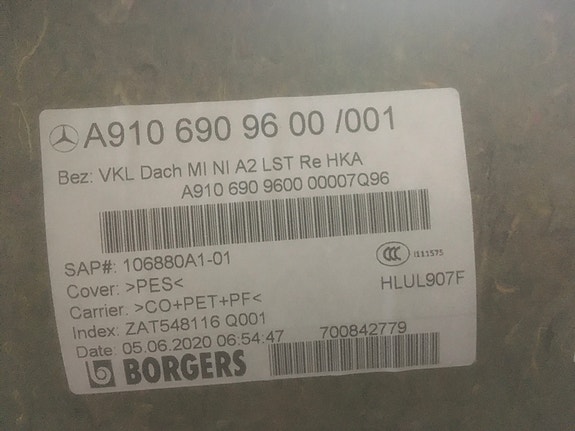 A910 690 96 00 /001
Bez: VKL Dach MI NI A2 LST Re HKA
A910 690 9600 00007Q96
SAP#: 106880A1-01
CCC I111575
Cover: >PES<
HLUL907F
Carrier. >CO+PET+PF<
Index: ZAT548116 Q001
Date: 05.06.2020 06:54:47
700842779
BORGERS